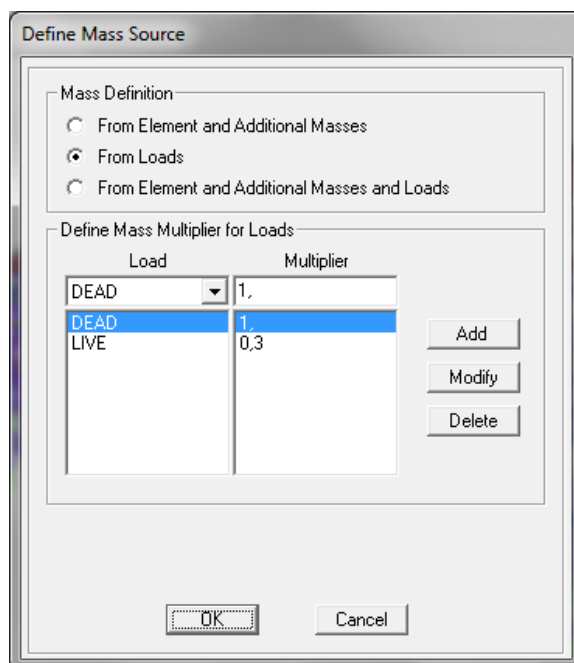 Define Mass Source
Mass Definition
From Element and Additional Masses
From Loads
From Element and Additional Masses and Loads
Define Mass Multiplier for Loads
Load Multiplier
DEAD 1,
DEAD 1,
LIVE 0,3
Add
Modify
Delete
OK Cancel